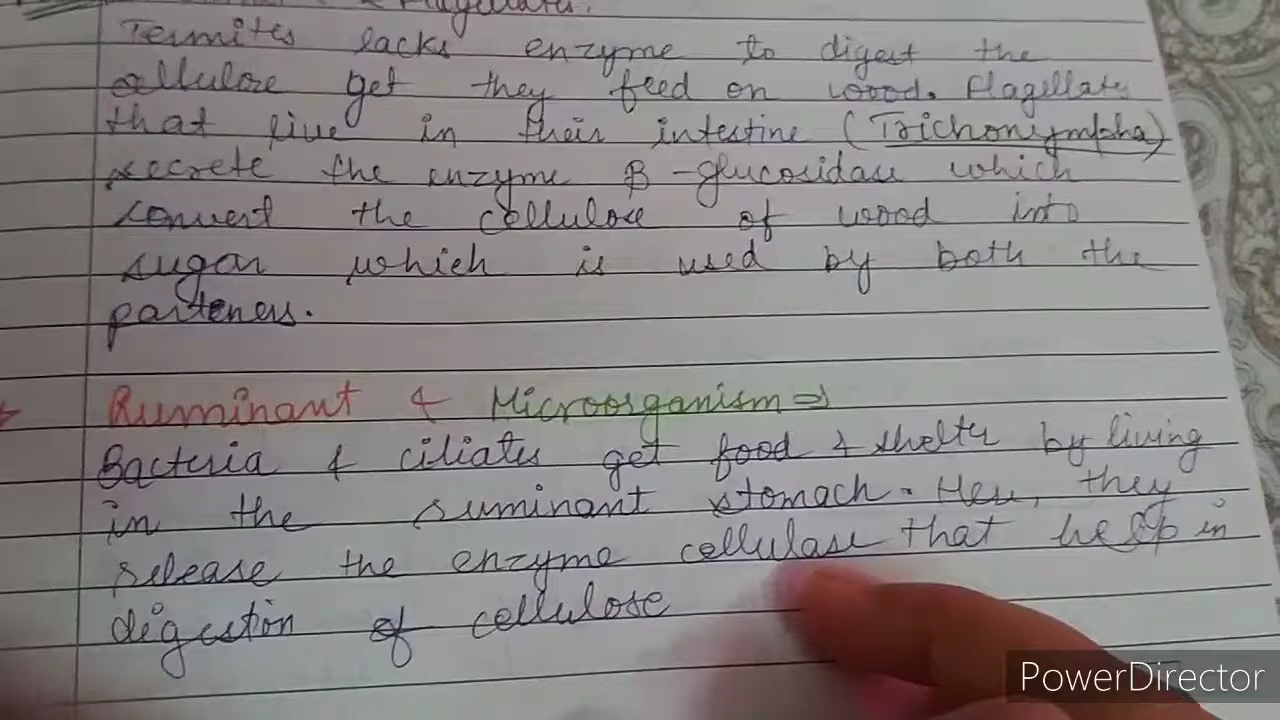 & Flagellates.
Termites lacks enzyme to digest the
cellulose yet they feed on wood. Flagellates
that live in their intestine (Trichonympha)
secrete the enzyme β-glucosidase which
convert the cellulose of wood into
sugar which is used by both the
parteners.
Ruminant & Microorganism ⇒
Bacteria & ciliates get food & shelter by living
in the ruminant stomach. Here, they
release the enzyme cellulase that help in
digestion of cellulose
PowerDirector